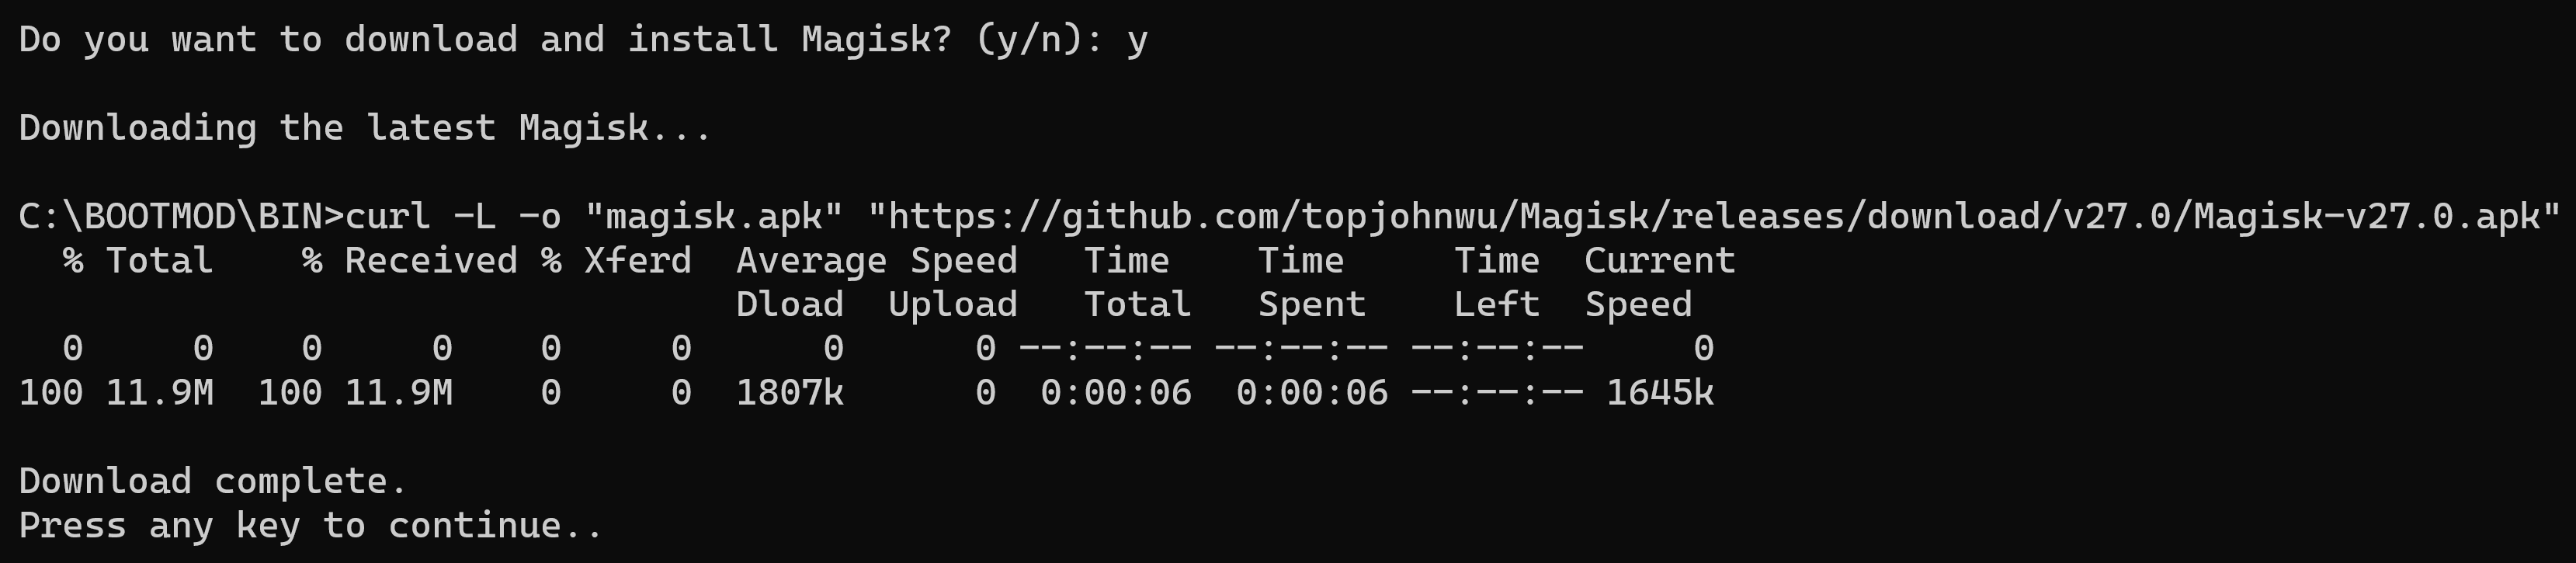 Do you want to download and install Magisk? (y/n): y
Downloading the latest Magisk...
C:\BOOTMOD\BIN>curl -L -o "magisk.apk" "https://github.com/topjohnwu/Magisk/releases/download/v27.0/Magisk-v27.0.apk"
  % Total    % Received % Xferd  Average Speed   Time    Time     Time  Current
                                 Dload  Upload   Total   Spent    Left  Speed
  0     0    0     0    0     0      0      0 --:--:-- --:--:-- --:--:--     0
100 11.9M  100 11.9M    0     0  1807k      0  0:00:06  0:00:06 --:--:-- 1645k
Download complete.
Press any key to continue..